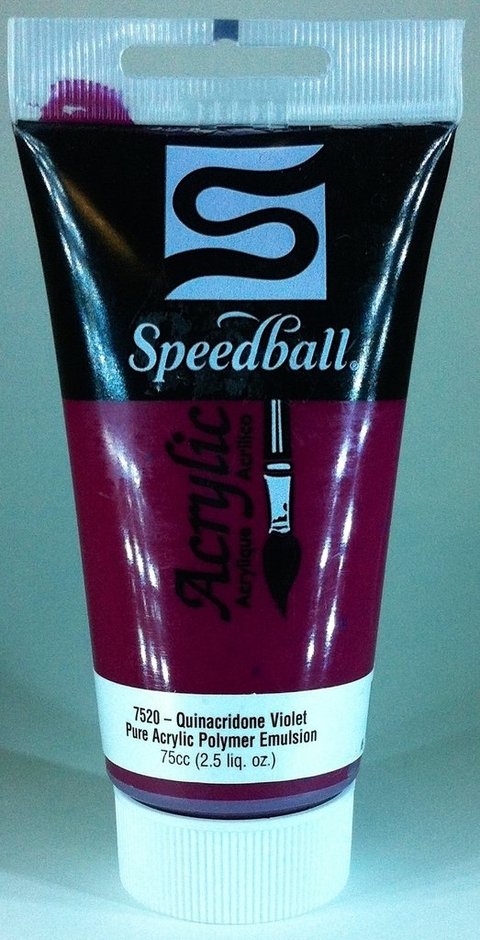 Speedball®
Acrylic
Acrylique Acrílico
7520 – Quinacridone Violet
Pure Acrylic Polymer Emulsion
75cc (2.5 liq. oz.)